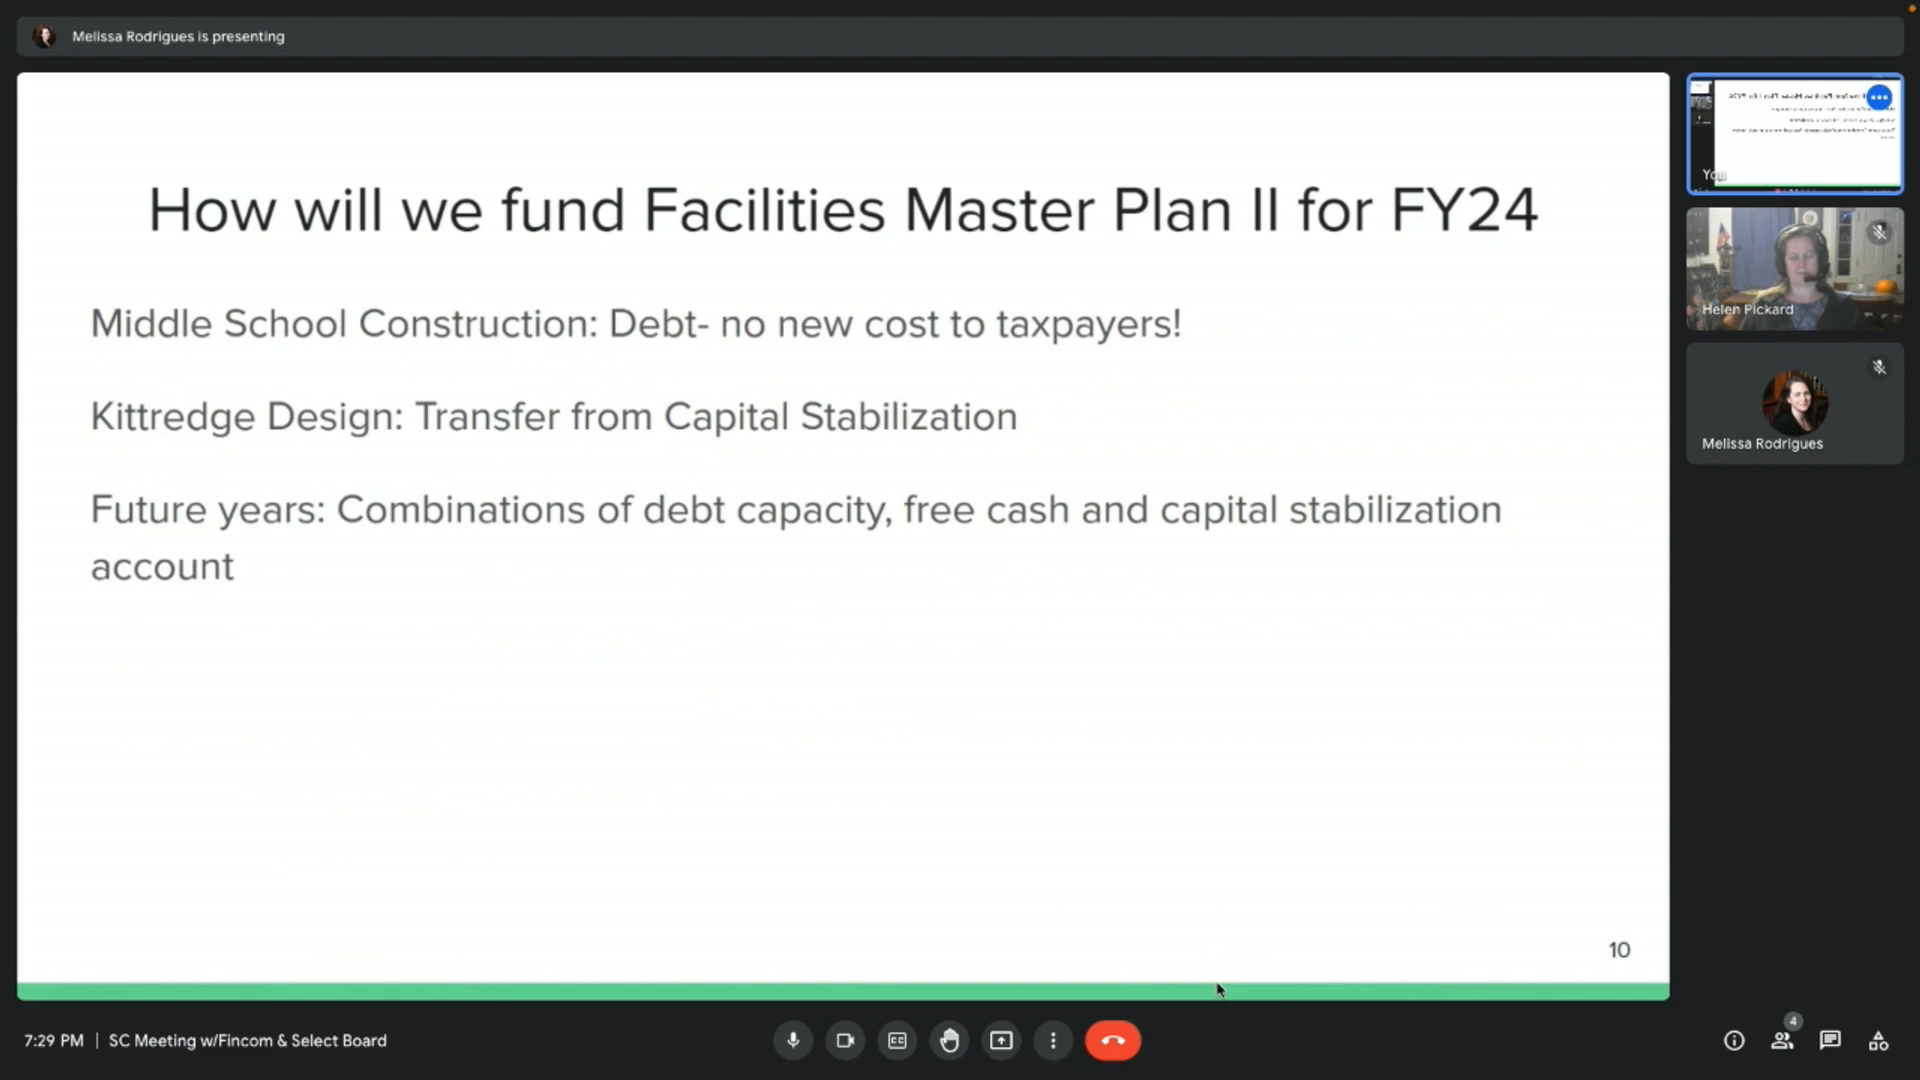 Melissa Rodrigues is presenting
How will we fund Facilities Master Plan II for FY24
Middle School Construction: Debt- no new cost to taxpayers!
Kittredge Design: Transfer from Capital Stabilization
Future years: Combinations of debt capacity, free cash and capital stabilization
account
10
You
Helen Pickard
Melissa Rodrigues
7:29 PM | SC Meeting w/Fincom & Select Board
CC
4